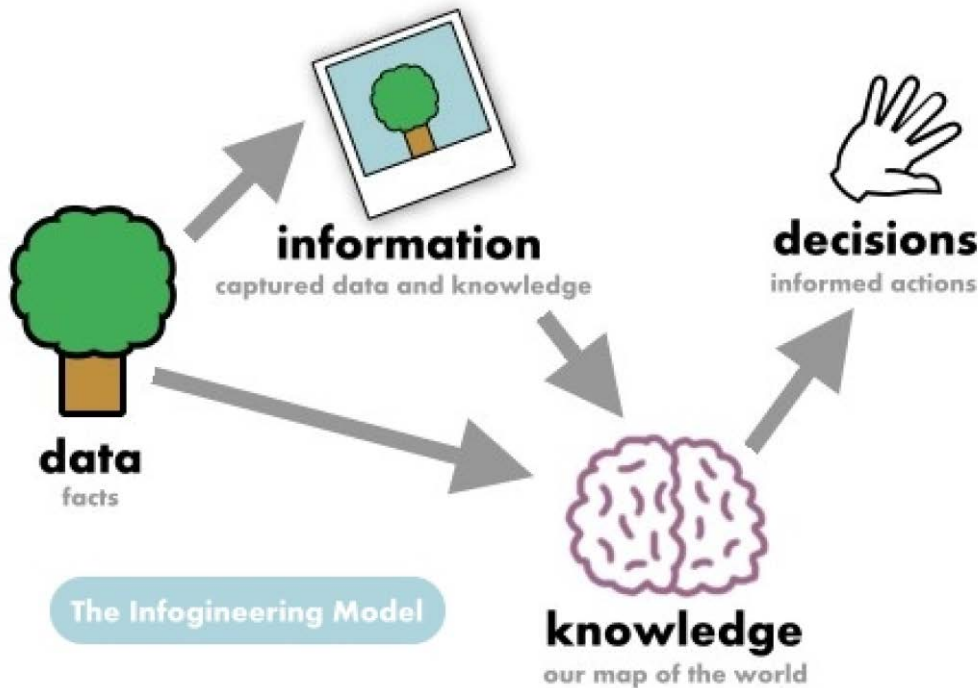 information
captured data and knowledge
decisions
informed actions
data
facts
The Infogineering Model
knowledge
our map of the world